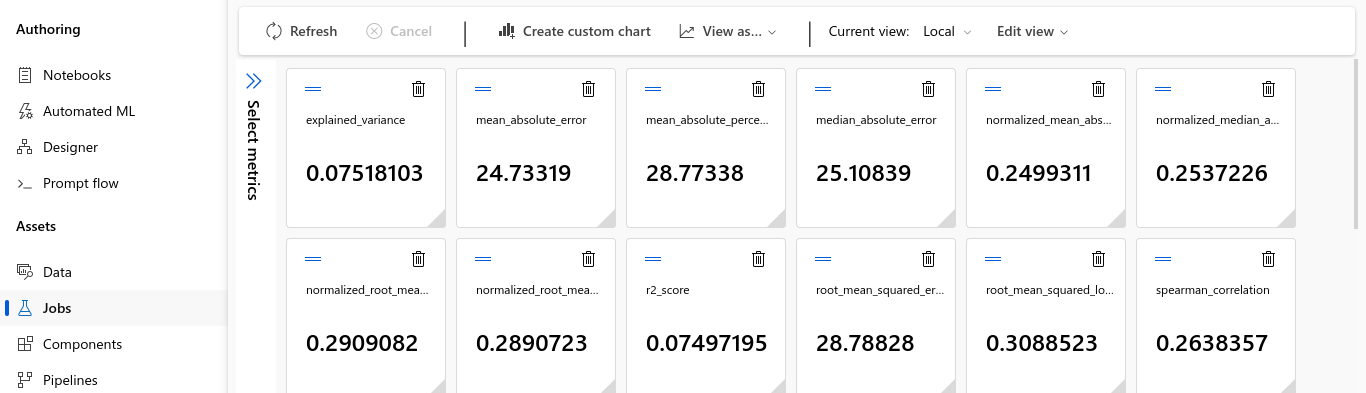 Authoring
Notebooks
Automated ML
Designer
Prompt flow
Assets
Data
Jobs
Components
Pipelines
Refresh
Cancel
Create custom chart
View as...
Current view: Local
Edit view
Select metrics
explained_variance
0.07518103
mean_absolute_error
24.73319
mean_absolute_perce...
28.77338
median_absolute_error
25.10839
normalized_mean_abs...
0.2499311
normalized_median_a...
0.2537226
normalized_root_mea...
0.2909082
normalized_root_mea...
0.2890723
r2_score
0.07497195
root_mean_squared_er...
28.78828
root_mean_squared_lo...
0.3088523
spearman_correlation
0.2638357